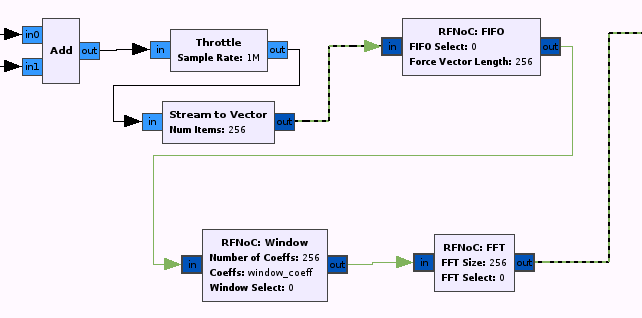 in0
Add
out
in1
in
Throttle
Sample Rate: 1M
out
in
RFNoC: FIFO
FIFO Select: 0
Force Vector Length: 256
out
in
Stream to Vector
Num Items: 256
out
in
RFNoC: Window
Number of Coeffs: 256
Coeffs: window_coeff
Window Select: 0
out
in
RFNoC: FFT
FFT Size: 256
FFT Select: 0
out